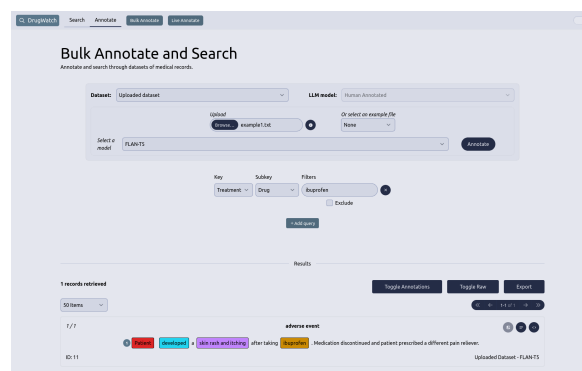 DrugWatch Search Annotate Bulk Annotate Live Annotate
Bulk Annotate and Search
Annotate and search through datasets of medical records.
Dataset: Uploaded dataset LLM model: Human Annotated
Upload Or select an example file
Browse... example1.txt None
Select a model FLAN-T5 Annotate
Key Subkey Filters
Treatment Drug ibuprofen
Exclude
+ Add query
Results
1 records retrieved Toggle Annotations Toggle Raw Export
50 items 1-1 of 1
1 / 1 adverse event
Patient developed a skin rash and itching after taking ibuprofen . Medication discontinued and patient prescribed a different pain reliever.
ID: 11 Uploaded Dataset - FLAN-T5